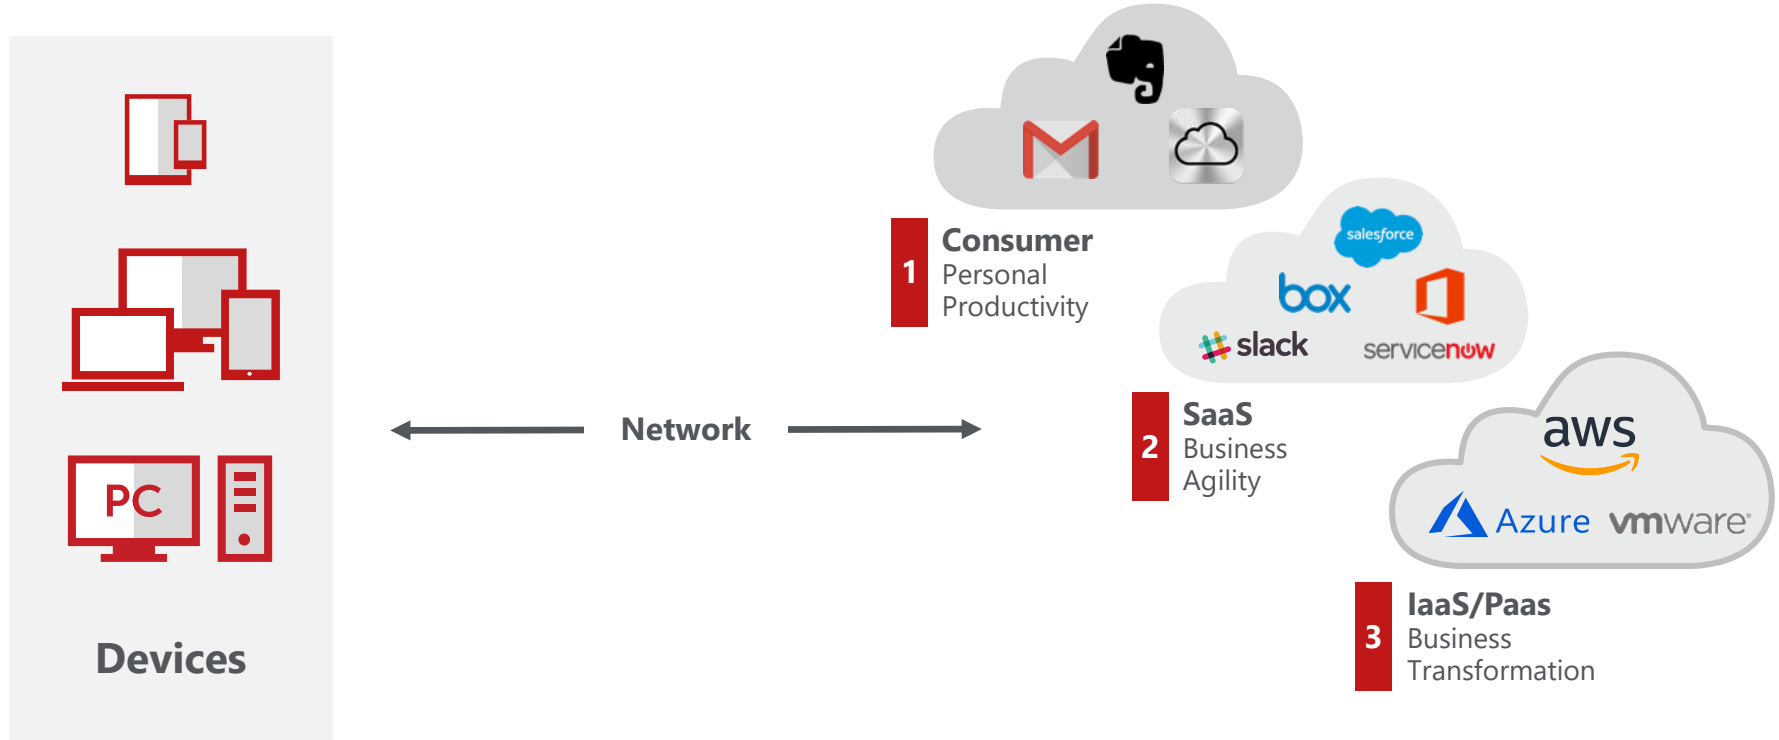 PC
Devices
Network
1
Consumer
Personal
Productivity
salesforce
box
slack
servicenow
2
SaaS
Business
Agility
aws
Azure
vmware®
3
IaaS/Paas
Business
Transformation